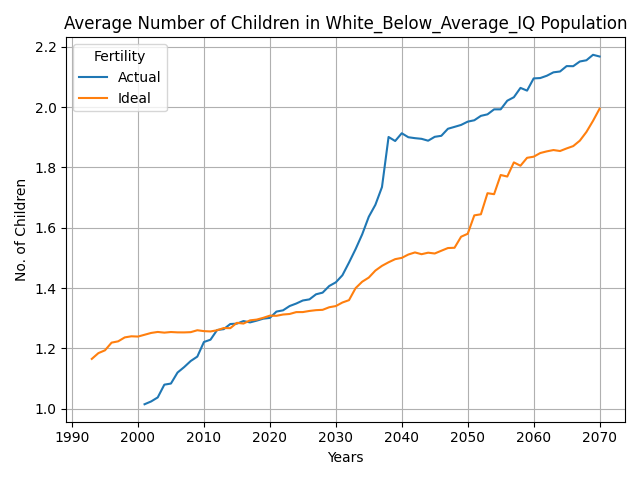 Average Number of Children in White_Below_Average_IQ Population
Fertility
Actual
Ideal
No. of Children
2.2
2.0
1.8
1.6
1.4
1.2
1.0
1990 2000 2010 2020 2030 2040 2050 2060 2070
Years